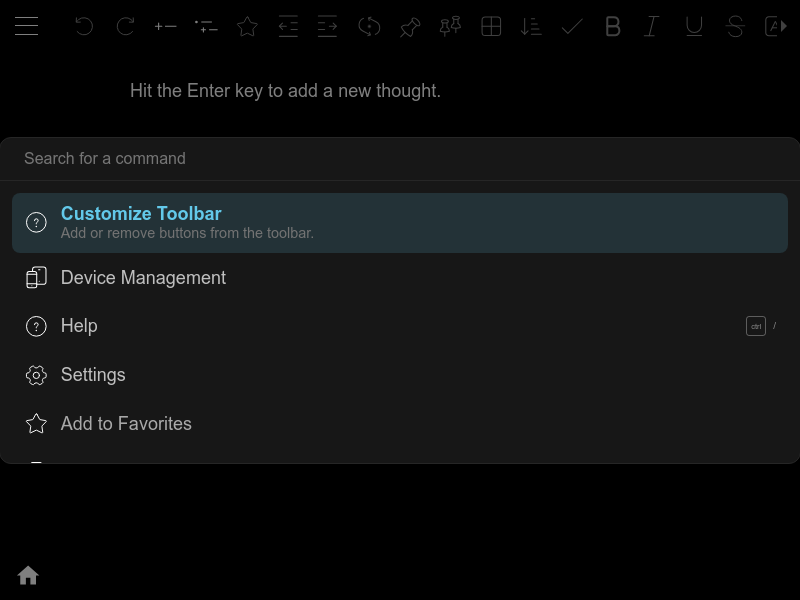 Hit the Enter key to add a new thought.
Search for a command
Customize Toolbar
Add or remove buttons from the toolbar.
Device Management
Help
ctrl /
Settings
Add to Favorites